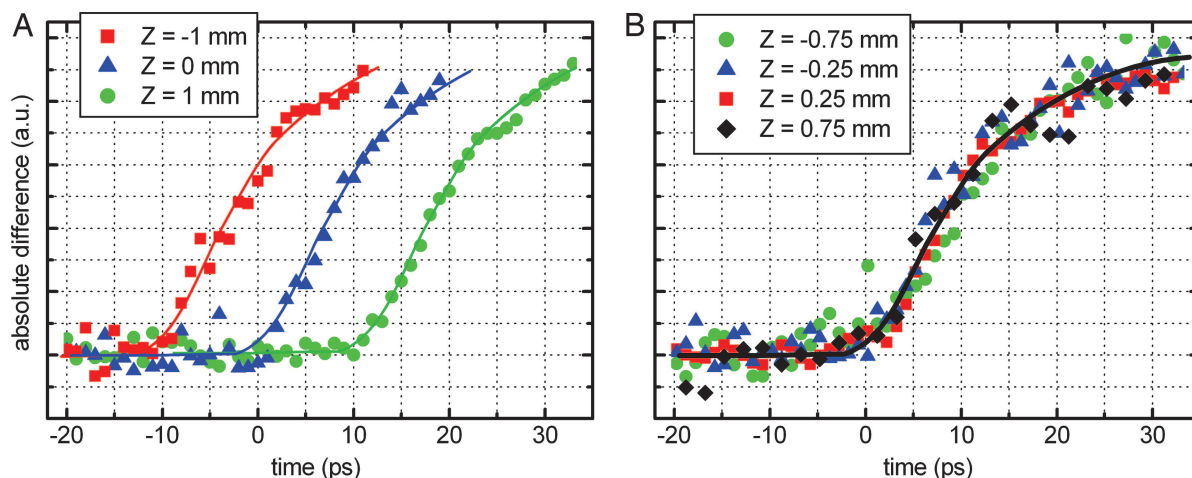 A
Z = -1 mm
Z = 0 mm
Z = 1 mm
absolute difference (a.u.)
-20 -10 0 10 20 30
time (ps)
B
Z = -0.75 mm
Z = -0.25 mm
Z = 0.25 mm
Z = 0.75 mm
-20 -10 0 10 20 30
time (ps)